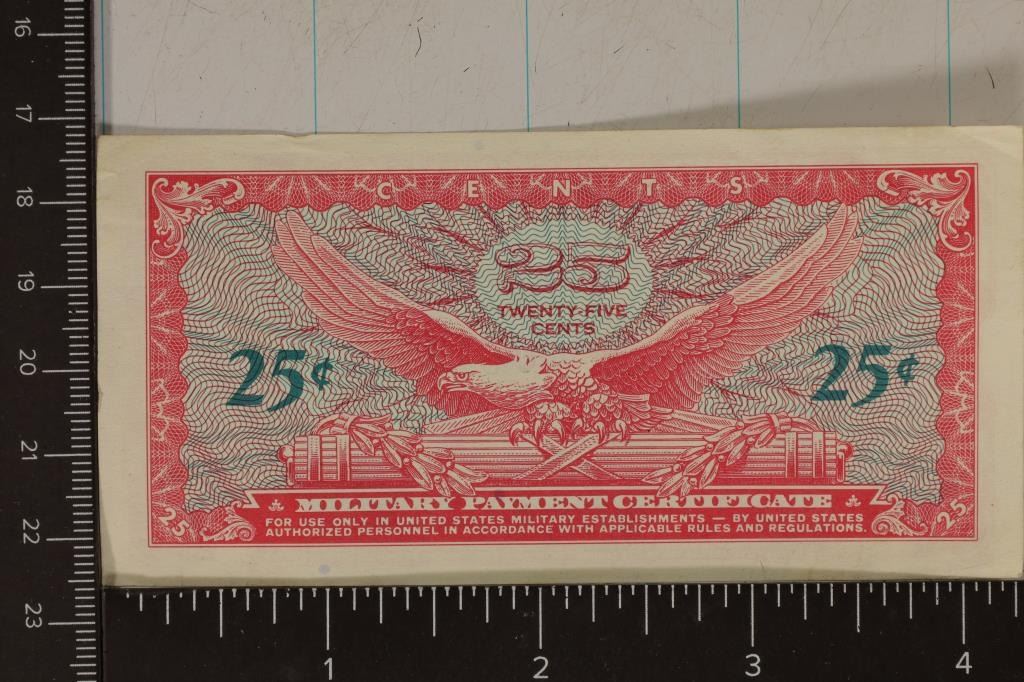 CENTS
25
TWENTY-FIVE
CENTS
25¢ 25¢
MILITARY PAYMENT CERTIFICATE
25 25
FOR USE ONLY IN UNITED STATES MILITARY ESTABLISHMENTS — BY UNITED STATES
AUTHORIZED PERSONNEL IN ACCORDANCE WITH APPLICABLE RULES AND REGULATIONS.
16
17
18
19
20
21
22
23
1 2 3 4